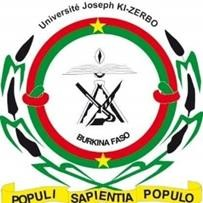 Université Joseph KI-ZERBO
BURKINA FASO
POPULI SAPIENTIA POPULO